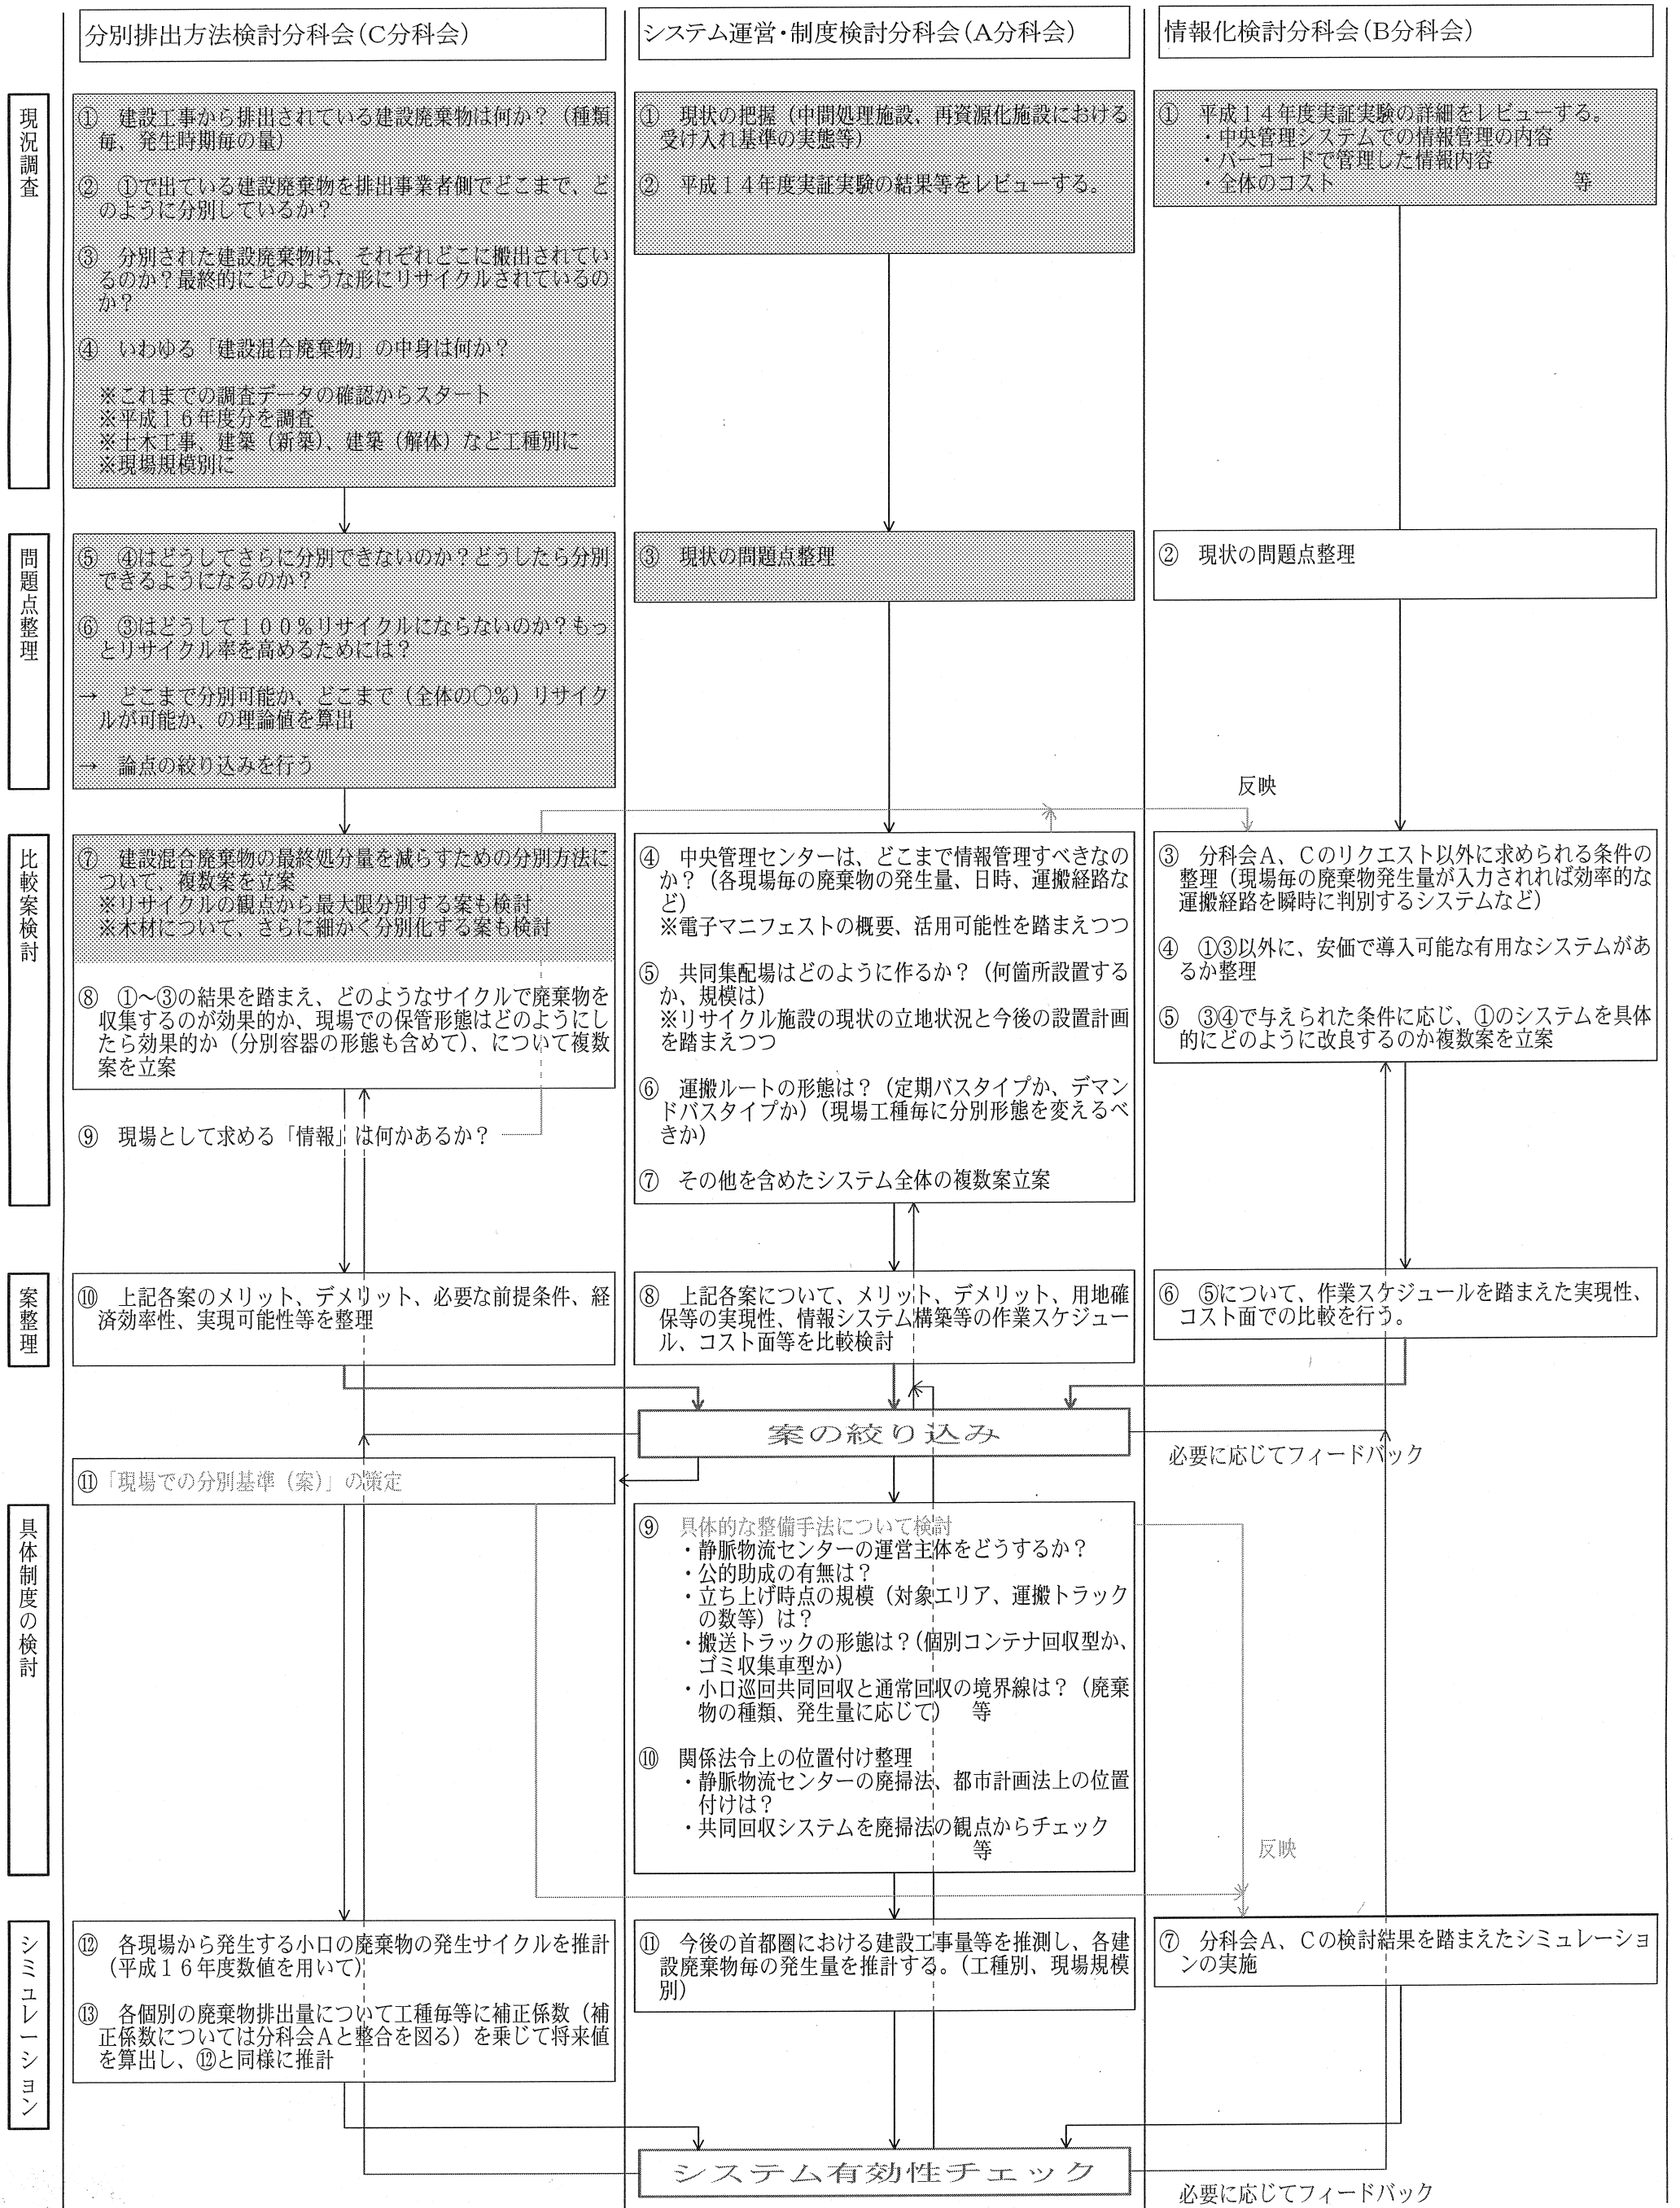 分別排出方法検討分科会(C分科会)
システム運営・制度検討分科会(A分科会)
情報化検討分科会(B分科会)
現況調査
① 建設工事から排出されている建設廃棄物は何か？（種類
毎、発生時期毎の量）
② ①で出ている建設廃棄物を排出事業者側でどこまで、ど
のように分別しているか？
③ 分別された建設廃棄物は、それぞれどこに搬出されてい
るのか？最終的にどのような形にリサイクルされているの
か？
④ いわゆる「建設混合廃棄物」の中身は何か？
※これまでの調査データの確認からスタート
※平成１６年度分を調査
※土木工事、建築（新築）、建築（解体）など工種別に
※現場規模別に
① 現状の把握（中間処理施設、再資源化施設における
受け入れ基準の実態等）
② 平成１４年度実証実験の結果等をレビューする。
① 平成１４年度実証実験の詳細をレビューする。
・中央管理システムでの情報管理の内容
・バーコードで管理した情報内容
・全体のコスト 等
問題点整理
⑤ ④はどうしてさらに分別できないのか？どうしたら分別
できるようになるのか？
⑥ ③はどうして１００％リサイクルにならないのか？もっ
とリサイクル率を高めるためには？
→ どこまで分別可能か、どこまで（全体の○％）リサイク
ルが可能か、の理論値を算出
→ 論点の絞り込みを行う
③ 現状の問題点整理
② 現状の問題点整理
反映
比較案検討
⑦ 建設混合廃棄物の最終処分量を減らすための分別方法に
ついて、複数案を立案
※リサイクルの観点から最大限分別する案も検討
※木材について、さらに細かく分別化する案も検討
⑧ ①～③の結果を踏まえ、どのようなサイクルで廃棄物を
収集するのが効果的か、現場での保管形態はどのようにし
たら効果的か（分別容器の形態も含めて）、について複数
案を立案
⑨ 現場として求める「情報」は何かあるか？
④ 中央管理センターは、どこまで情報管理すべきなの
か？（各現場毎の廃棄物の発生量、日時、運搬経路な
ど）
※電子マニフェストの概要、活用可能性を踏まえつつ
⑤ 共同集配場はどのように作るか？（何箇所設置する
か、規模は）
※リサイクル施設の現状の立地状況と今後の設置計画
を踏まえつつ
⑥ 運搬ルートの形態は？（定期バスタイプか、デマン
ドバスタイプか）（現場工種毎に分別形態を変えるべ
きか）
⑦ その他を含めたシステム全体の複数案立案
③ 分科会Ａ、Ｃのリクエスト以外に求められる条件の
整理（現場毎の廃棄物発生量が入力されれば効率的な
運搬経路を瞬時に判別するシステムなど）
④ ①③以外に、安価で導入可能な有用なシステムがあ
るか整理
⑤ ③④で与えられた条件に応じ、①のシステムを具体
的にどのように改良するのか複数案を立案
案整理
⑩ 上記各案のメリット、デメリット、必要な前提条件、経
済効率性、実現可能性等を整理
⑧ 上記各案について、メリット、デメリット、用地確
保等の実現性、情報システム構築等の作業スケジュー
ル、コスト面等を比較検討
⑥ ⑤について、作業スケジュールを踏まえた実現性、
コスト面での比較を行う。
案の絞り込み
必要に応じてフィードバック
⑪「現場での分別基準（案）」の策定
具体制度の検討
⑨ 具体的な整備手法について検討
・静脈物流センターの運営主体をどうするか？
・公的助成の有無は？
・立ち上げ時点の規模（対象エリア、運搬トラック
の数等）は？
・搬送トラックの形態は？（個別コンテナ回収型か、
ゴミ収集車型か）
・小口巡回共同回収と通常回収の境界線は？（廃棄
物の種類、発生量に応じて） 等
⑩ 関係法令上の位置付け整理
・静脈物流センターの廃掃法、都市計画法上の位置
付けは？
・共同回収システムを廃掃法の観点からチェック
等
反映
シミュレーション
⑫ 各現場から発生する小口の廃棄物の発生サイクルを推計
（平成１６年度数値を用いて）
⑬ 各個別の廃棄物排出量について工種毎等に補正係数（補
正係数については分科会Ａと整合を図る）を乗じて将来値
を算出し、⑫と同様に推計
⑪ 今後の首都圏における建設工事量等を推測し、各建
設廃棄物毎の発生量を推計する。（工種別、現場規模
別）
⑦ 分科会Ａ、Ｃの検討結果を踏まえたシミュレーショ
ンの実施
システム有効性チェック
必要に応じてフィードバック